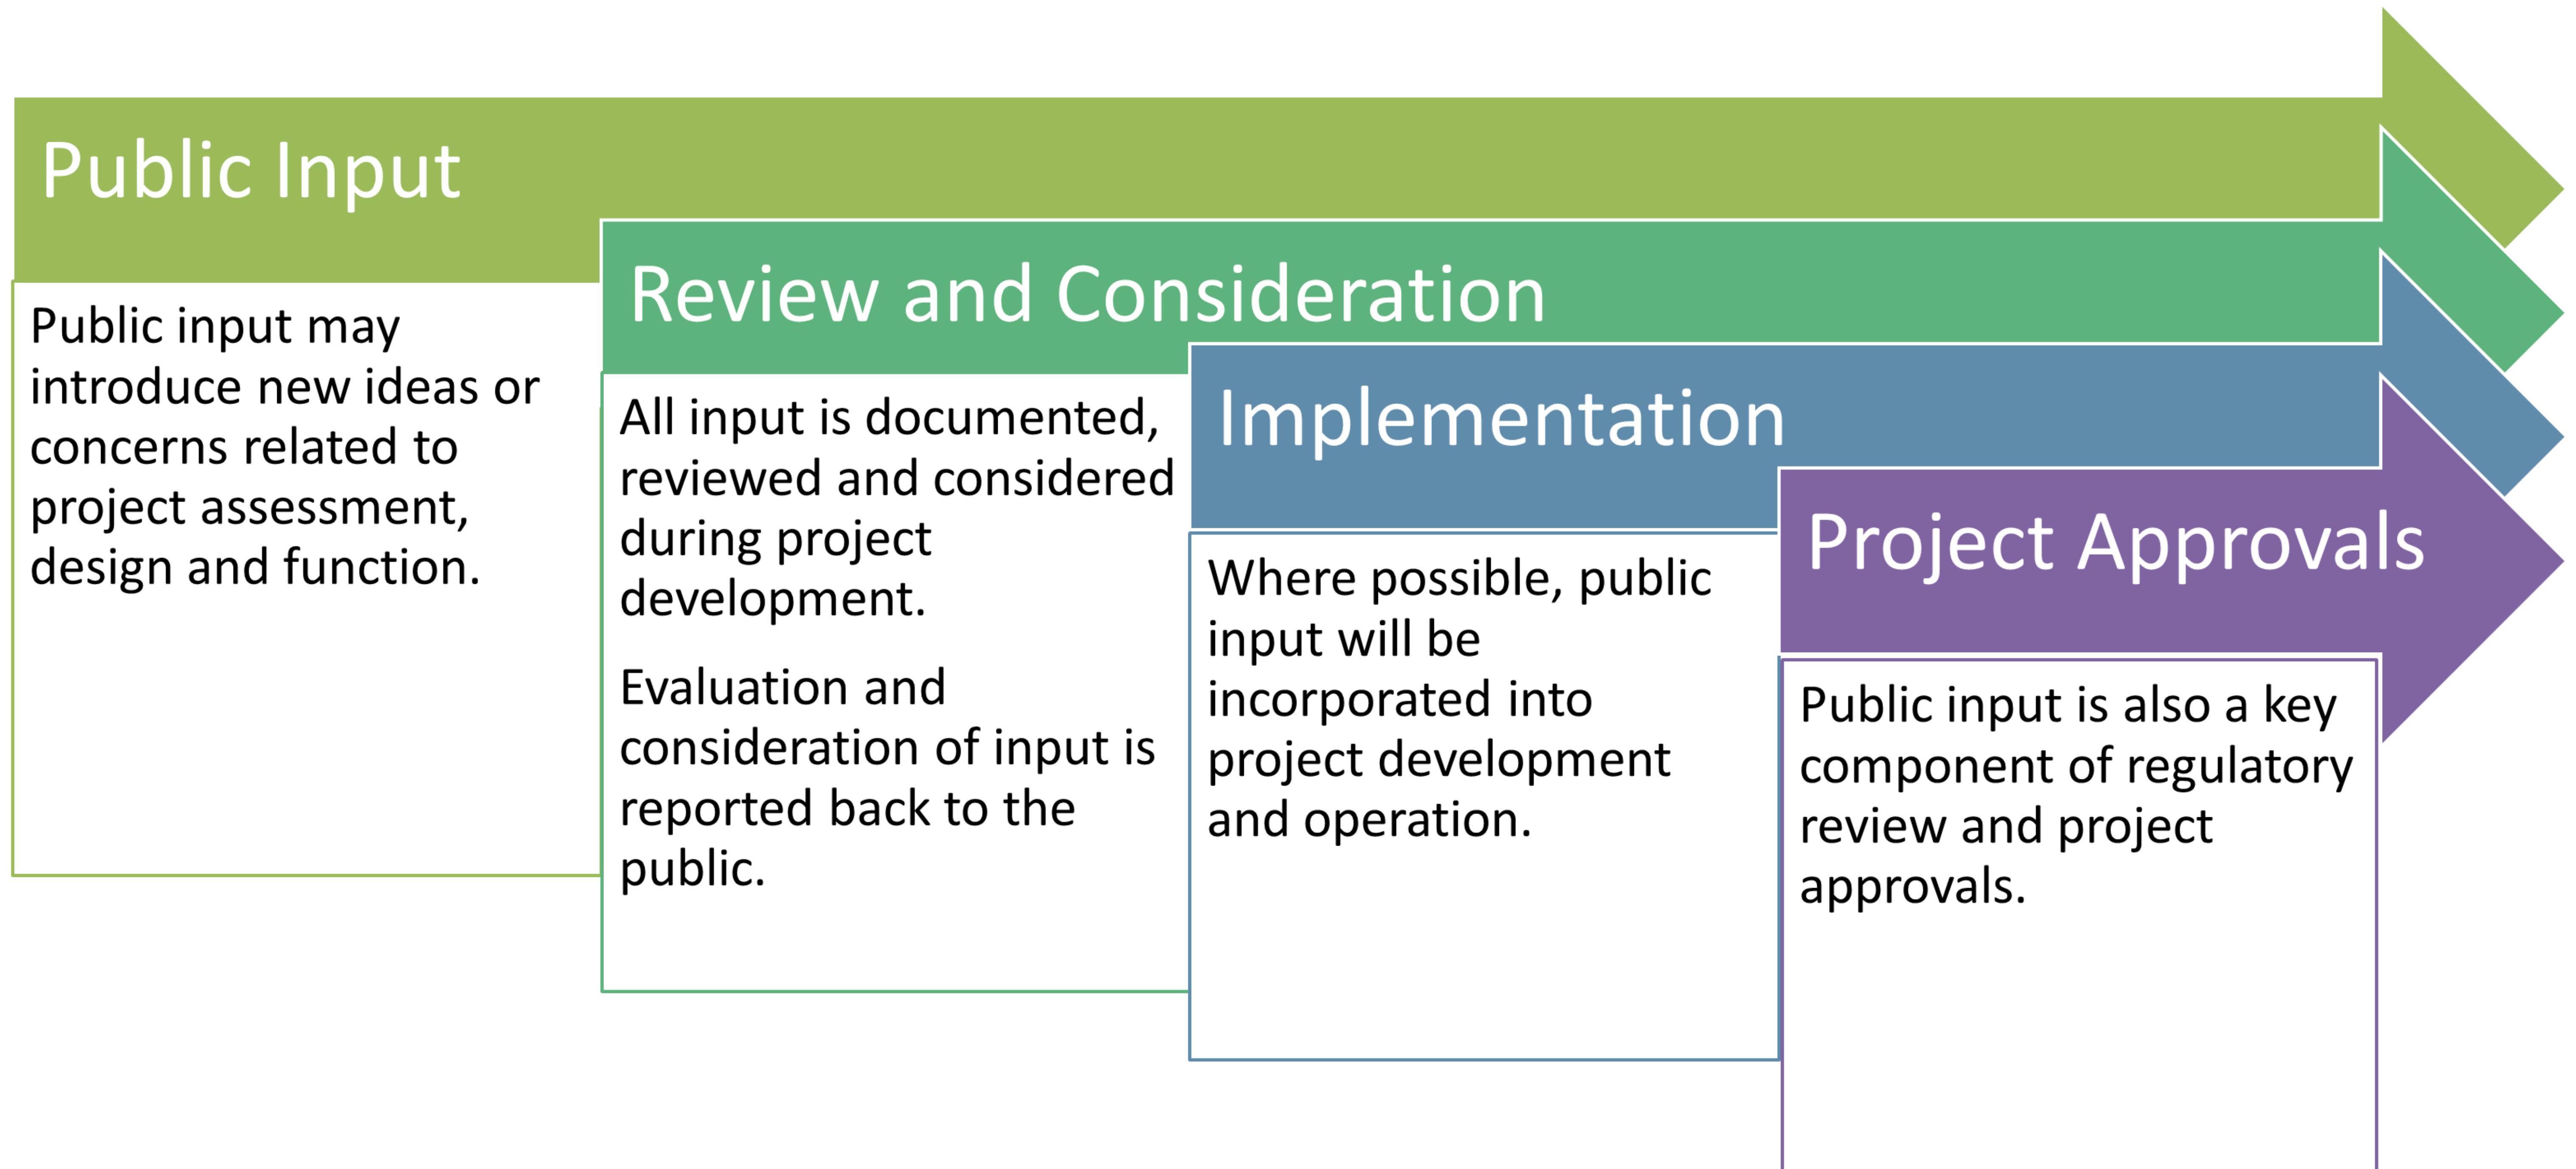 Public Input
Public input may
introduce new ideas or
concerns related to
project assessment,
design and function.
Review and Consideration
All input is documented,
reviewed and considered
during project
development.
Evaluation and
consideration of input is
reported back to the
public.
Implementation
Where possible, public
input will be
incorporated into
project development
and operation.
Project Approvals
Public input is also a key
component of regulatory
review and project
approvals.